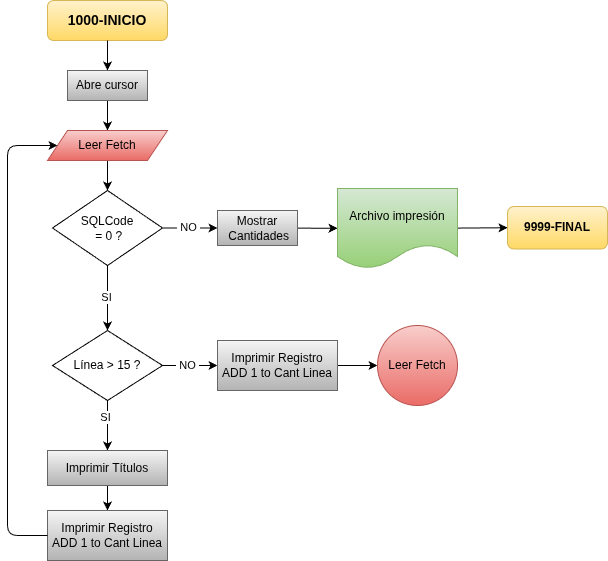 1000-INICIO
Abre cursor
Leer Fetch
SQLCode
= 0 ?
NO
Mostrar
Cantidades
Archivo impresión
9999-FINAL
SI
Línea > 15 ?
NO
Imprimir Registro
ADD 1 to Cant Linea
Leer Fetch
SI
Imprimir Títulos
Imprimir Registro
ADD 1 to Cant Linea